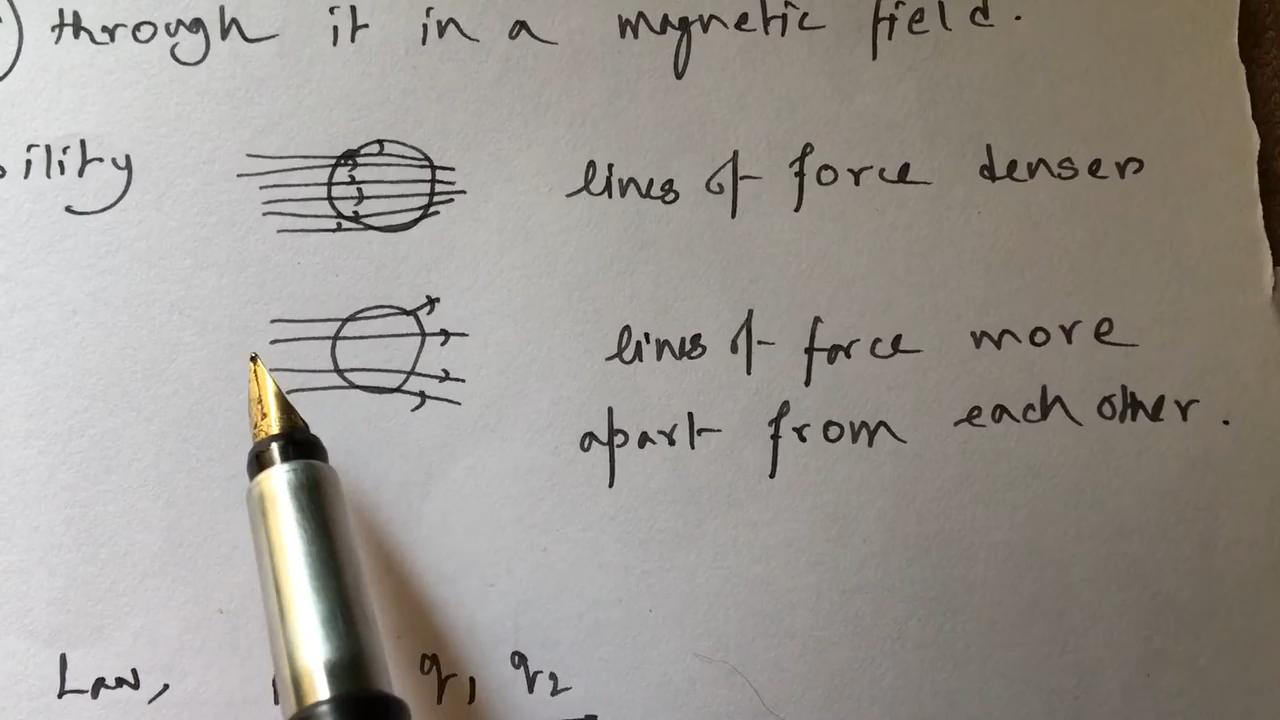 ) through it in a magnetic field.
ility
lines of force denser
lines of force more
apart from each other.
Law, q1 q2